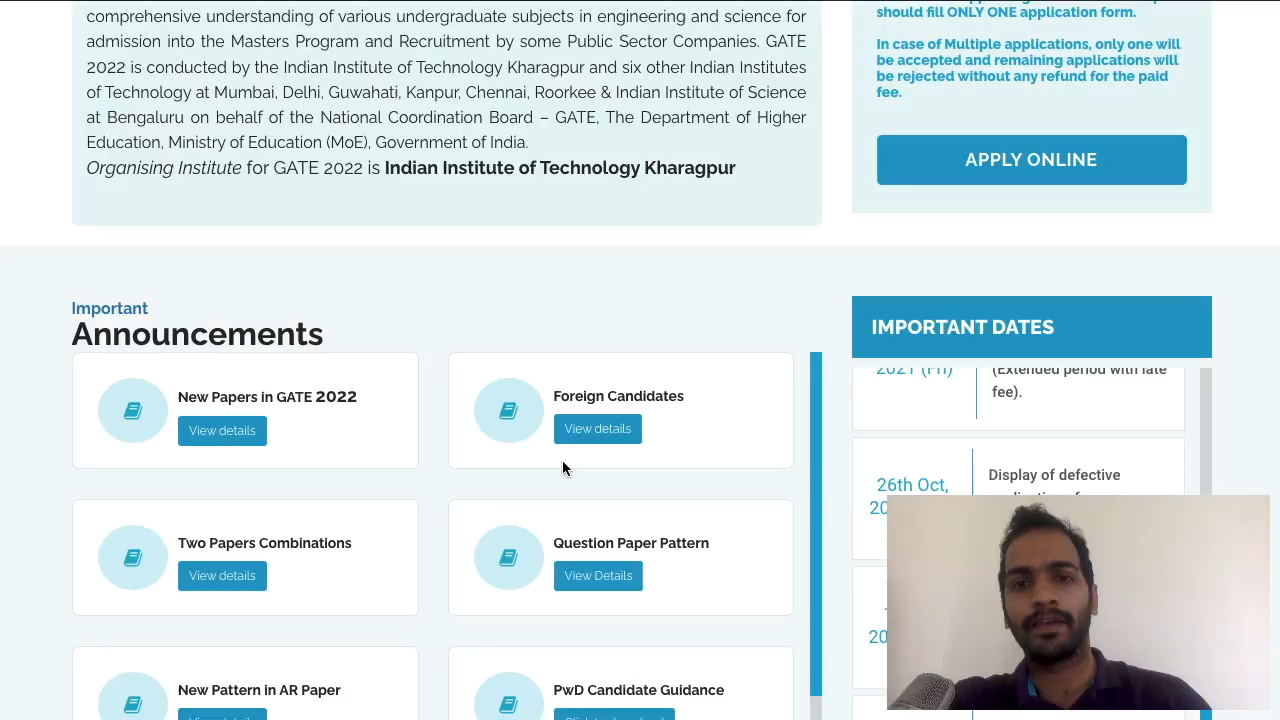 comprehensive understanding of various undergraduate subjects in engineering and science for
admission into the Masters Program and Recruitment by some Public Sector Companies. GATE
2022 is conducted by the Indian Institute of Technology Kharagpur and six other Indian Institutes
of Technology at Mumbai, Delhi, Guwahati, Kanpur, Chennai, Roorkee & Indian Institute of Science
at Bengaluru on behalf of the National Coordination Board – GATE, The Department of Higher
Education, Ministry of Education (MoE), Government of India.
Organising Institute for GATE 2022 is Indian Institute of Technology Kharagpur
should fill ONLY ONE application form.
In case of Multiple applications, only one will
be accepted and remaining applications will
be rejected without any refund for the paid
fee.
APPLY ONLINE
Important
Announcements
New Papers in GATE 2022
View details
Foreign Candidates
View details
Two Papers Combinations
View details
Question Paper Pattern
View Details
New Pattern in AR Paper
PwD Candidate Guidance
IMPORTANT DATES
2021 (Fri)
(Extended period with late
fee).
26th Oct,
Display of defective